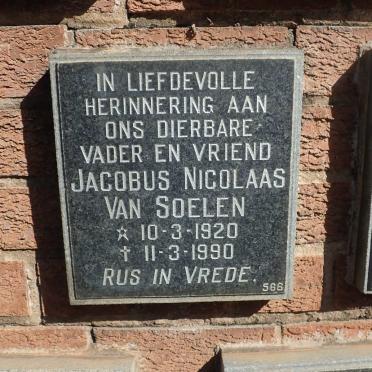 IN LIEFDEVOLLE
HERINNERING AAN
ONS DIERBARE
VADER EN VRIEND
JACOBUS NICOLAAS
VAN SOELEN
☆ 10-3-1920
✝ 11-3-1990
RUS IN VREDE.
566